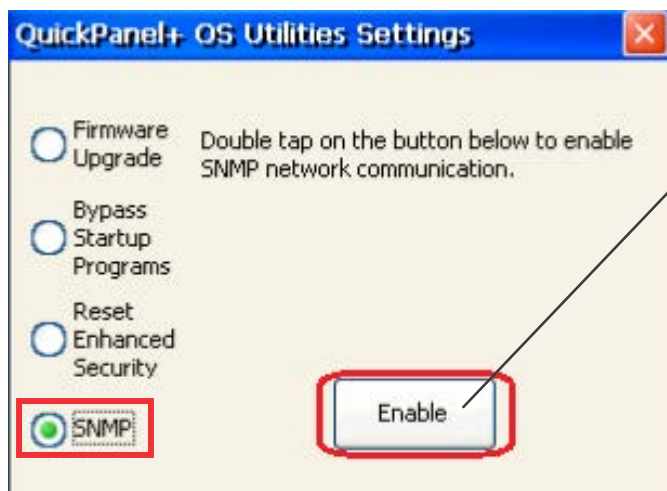 QuickPanel+ OS Utilities Settings
Firmware
Upgrade
Double tap on the button below to enable
SNMP network communication.
Bypass
Startup
Programs
Reset
Enhanced
Security
SNMP
Enable